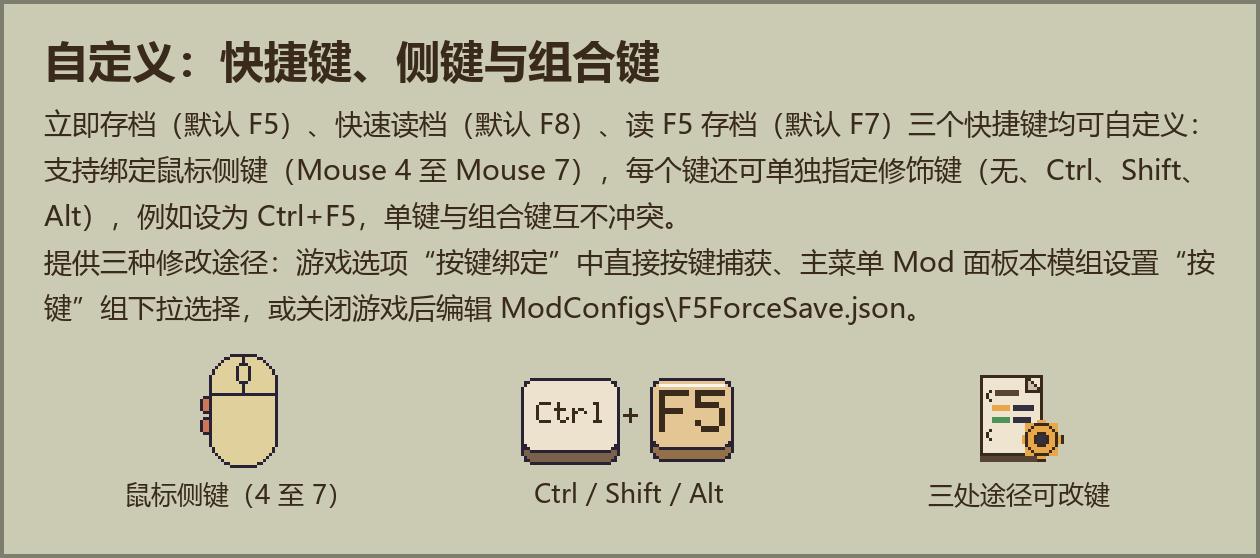 自定义：快捷键、侧键与组合键
立即存档（默认 F5）、快速读档（默认 F8）、读 F5 存档（默认 F7）三个快捷键均可自定义：
支持绑定鼠标侧键（Mouse 4 至 Mouse 7），每个键还可单独指定修饰键（无、Ctrl、Shift、
Alt），例如设为 Ctrl+F5，单键与组合键互不冲突。
提供三种修改途径：游戏选项“按键绑定”中直接按键捕获、主菜单 Mod 面板本模组设置“按
键”组下拉选择，或关闭游戏后编辑 ModConfigs\F5ForceSave.json。
Ctrl + F5
鼠标侧键（4 至 7）
Ctrl / Shift / Alt
三处途径可改键